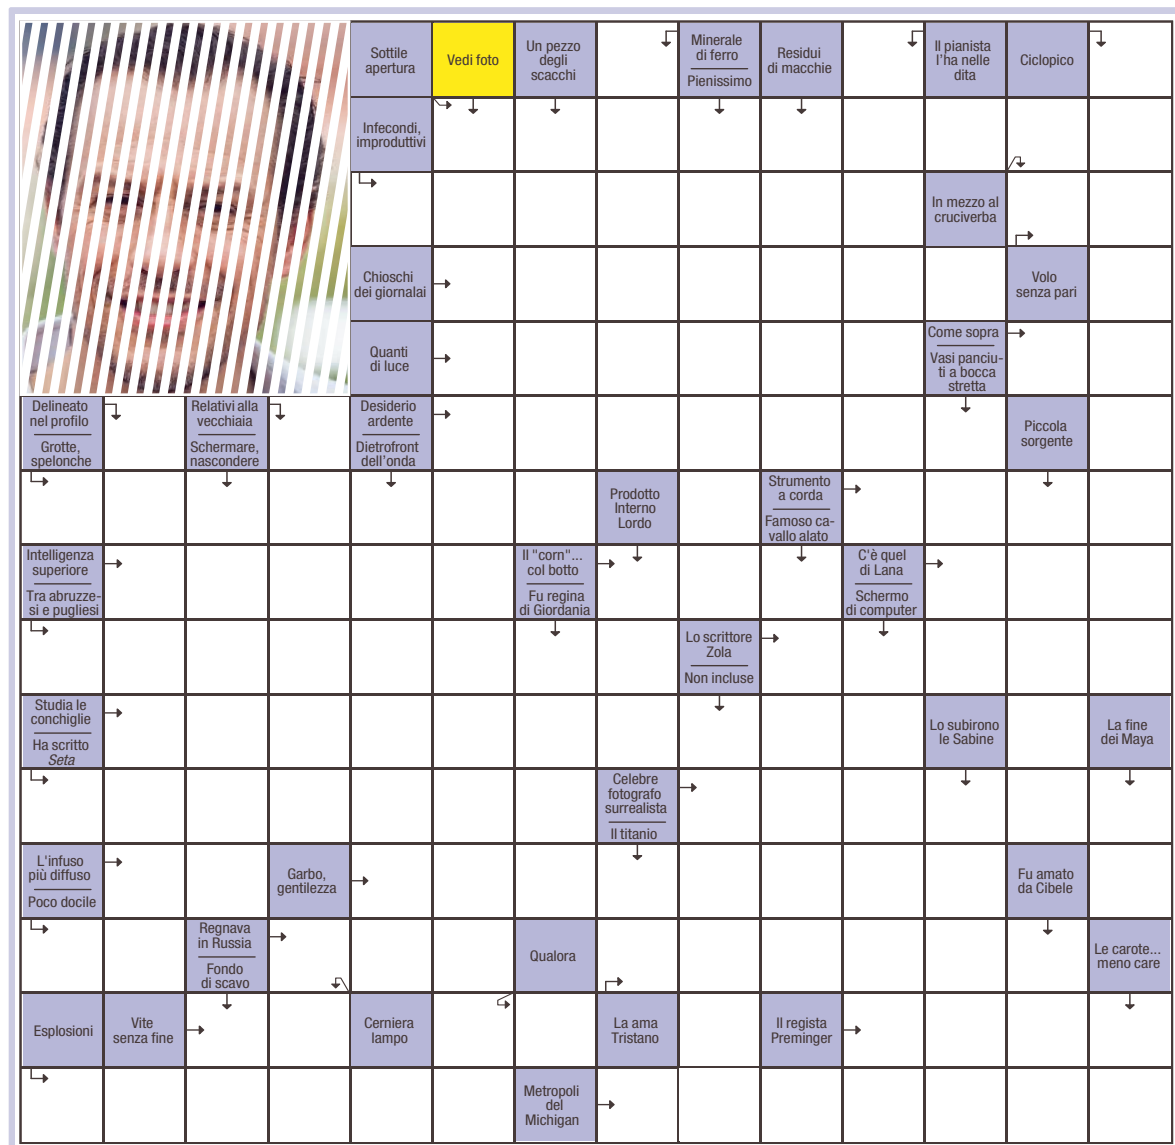 Sottile
apertura
Vedi foto
Un pezzo
degli
scacchi
Minerale
di ferro
Pienissimo
Residui
di macchie
Il pianista
l'ha nelle
dita
Ciclopico
Infecondi,
improduttivi
In mezzo al
cruciverba
Chioschi
dei giornalai
Volo
senza pari
Quanti
di luce
Come sopra
Vasi panciu-
ti a bocca
stretta
Delineato
nel profilo
Grotte,
spelonche
Relativi alla
vecchiaia
Schermare,
nascondere
Desiderio
ardente
Dietrofront
dell'onda
Piccola
sorgente
Prodotto
Interno
Lordo
Strumento
a corda
Famoso ca-
vallo alato
Intelligenza
superiore
Tra abruzze-
si e pugliesi
Il "corn"...
col botto
Fu regina
di Giordania
C'è quel
di Lana
Schermo
di computer
Lo scrittore
Zola
Non incluse
Studia le
conchiglie
Ha scritto
Seta
Lo subirono
le Sabine
La fine
dei Maya
Celebre
fotografo
surrealista
Il titanio
L'infuso
più diffuso
Poco docile
Garbo,
gentilezza
Fu amato
da Cibele
Regnava
in Russia
Fondo
di scavo
Qualora
Le carote...
meno care
Esplosioni
Vite
senza fine
Cerniera
lampo
La ama
Tristano
Il regista
Preminger
Metropoli
del
Michigan